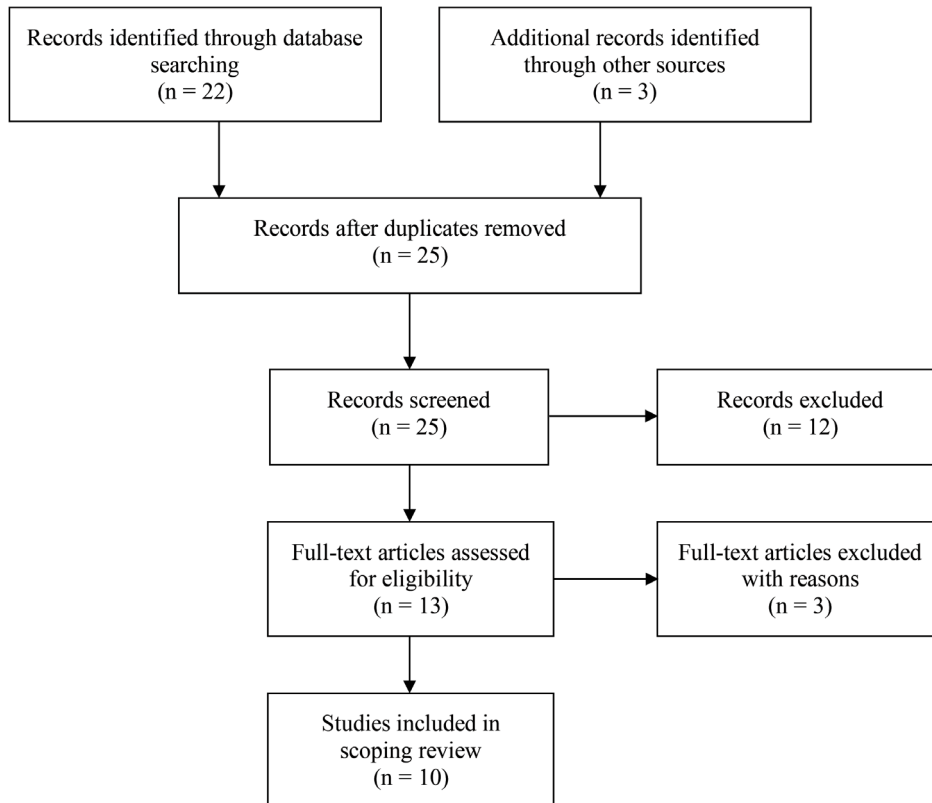 Records identified through database
searching
(n = 22)
Additional records identified
through other sources
(n = 3)
Records after duplicates removed
(n = 25)
Records screened
(n = 25)
Records excluded
(n = 12)
Full-text articles assessed
for eligibility
(n = 13)
Full-text articles excluded
with reasons
(n = 3)
Studies included in
scoping review
(n = 10)